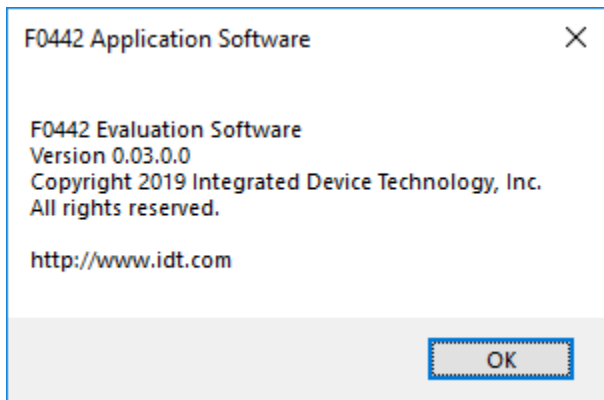 F0442 Application Software
F0442 Evaluation Software
Version 0.03.0.0
Copyright 2019 Integrated Device Technology, Inc.
All rights reserved.
http://www.idt.com
OK